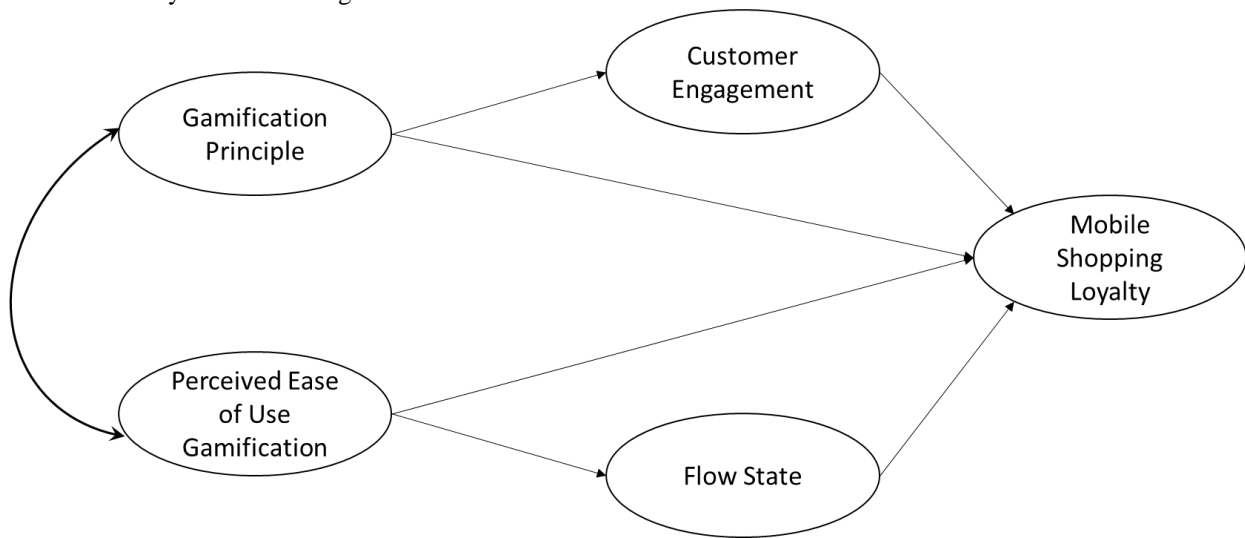 Customer
Engagement
Gamification
Principle
Mobile
Shopping
Loyalty
Perceived Ease
of Use
Gamification
Flow State